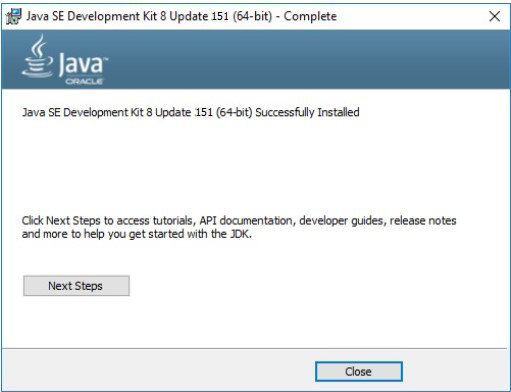 Java SE Development Kit 8 Update 151 (64-bit) - Complete
Java
ORACLE
Java SE Development Kit 8 Update 151 (64-bit) Successfully Installed
Click Next Steps to access tutorials, API documentation, developer guides, release notes
and more to help you get started with the JDK.
Next Steps
Close